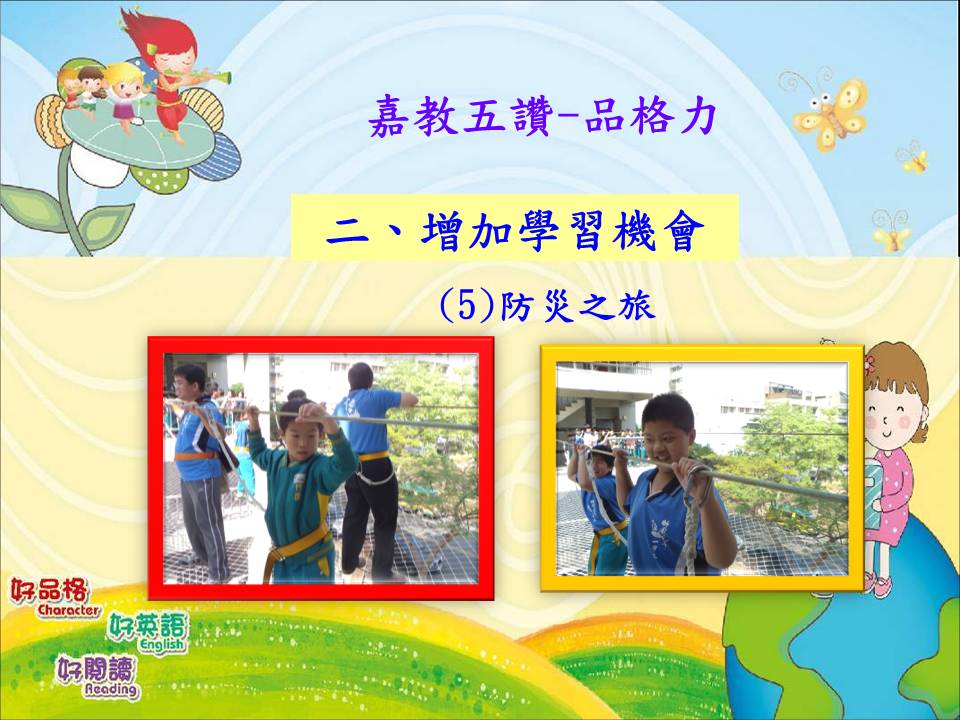 嘉教五讚-品格力
二、增加學習機會
(5)防災之旅
好品格
Character
好英語
English
好閱讀
Reading